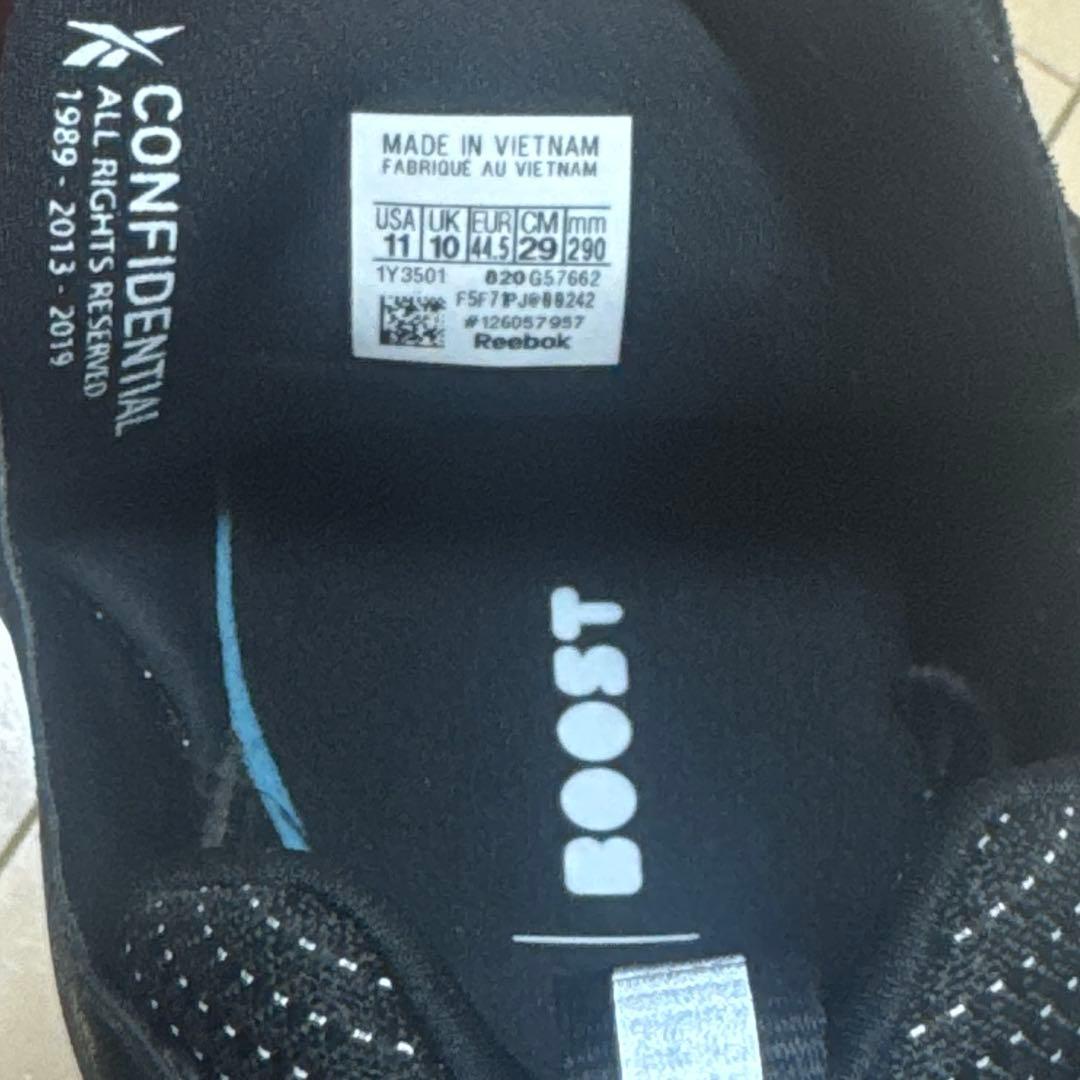 CONFIDENTIAL
ALL RIGHTS RESERVED
1989 - 2013 - 2019
MADE IN VIETNAM
FABRIQUÉ AU VIETNAM
USA UK EUR CM mm
11 10 44.5 29 290
1Y3501 820 G57662
#126057957
Reebok
BOOST